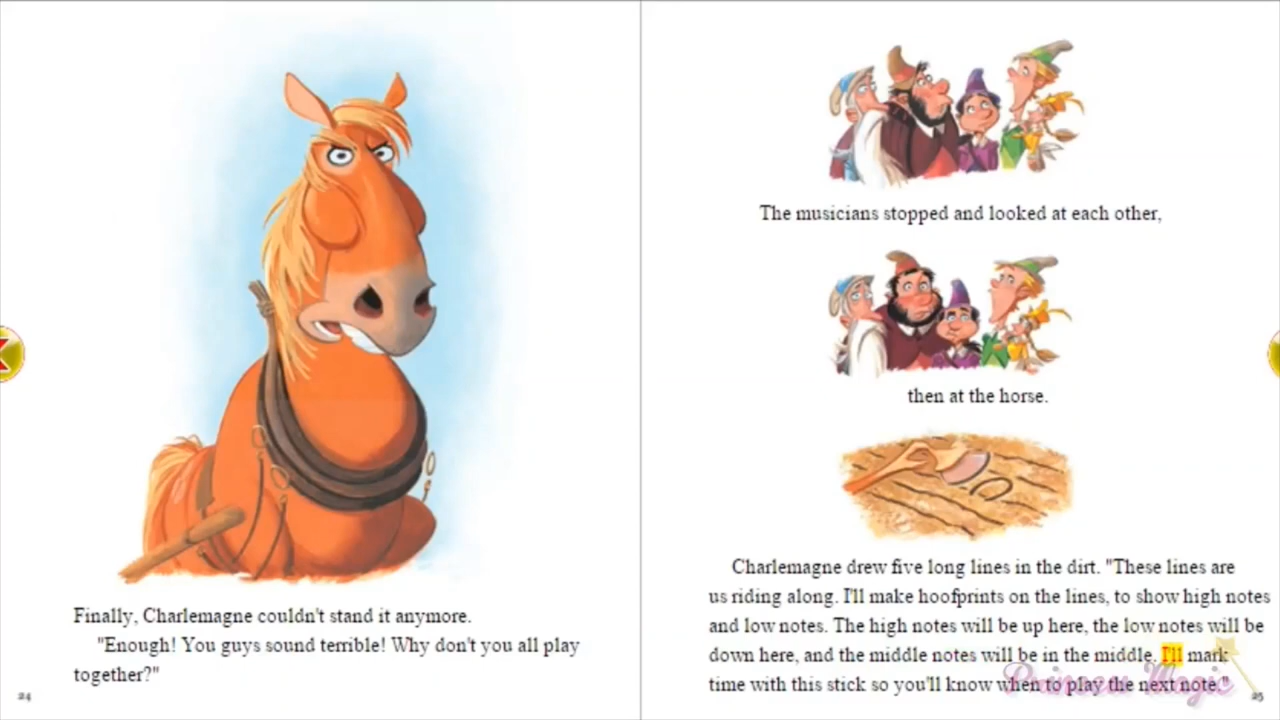 Finally, Charlemagne couldn't stand it anymore.
"Enough! You guys sound terrible! Why don't you all play
together?"
24
The musicians stopped and looked at each other,
then at the horse.
Charlemagne drew five long lines in the dirt. "These lines are
us riding along. I'll make hoofprints on the lines, to show high notes
and low notes. The high notes will be up here, the low notes will be
down here, and the middle notes will be in the middle. I'll mark
time with this stick so you'll know when to play the next note."
Princess Magic
25